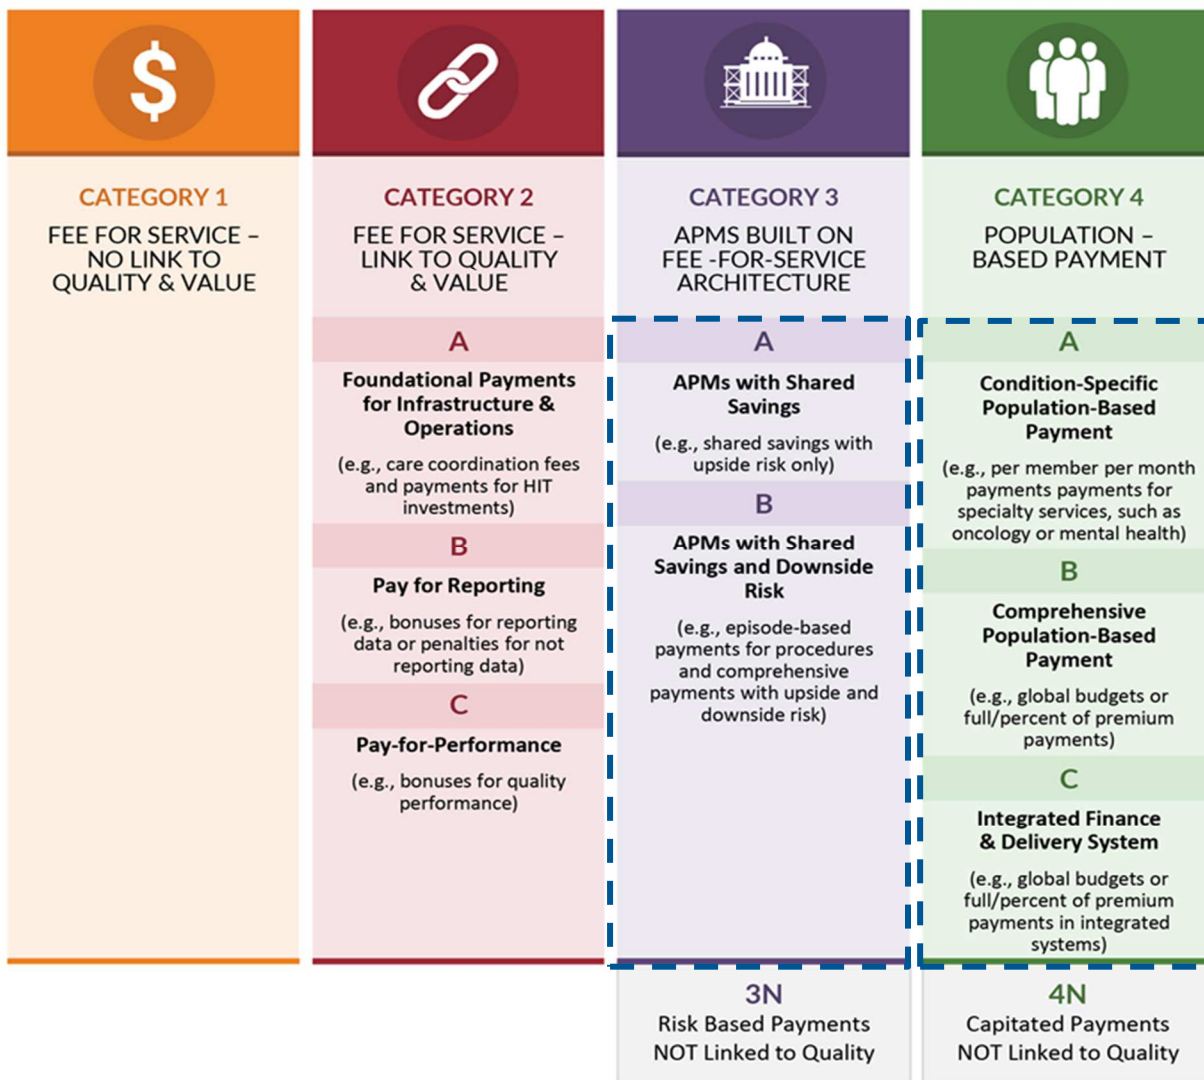 $
CATEGORY 1
FEE FOR SERVICE –
NO LINK TO
QUALITY & VALUE
CATEGORY 2
FEE FOR SERVICE –
LINK TO QUALITY
& VALUE
A
Foundational Payments
for Infrastructure &
Operations
(e.g., care coordination fees
and payments for HIT
investments)
B
Pay for Reporting
(e.g., bonuses for reporting
data or penalties for not
reporting data)
C
Pay-for-Performance
(e.g., bonuses for quality
performance)
CATEGORY 3
APMS BUILT ON
FEE -FOR-SERVICE
ARCHITECTURE
A
APMs with Shared
Savings
(e.g., shared savings with
upside risk only)
B
APMs with Shared
Savings and Downside
Risk
(e.g., episode-based
payments for procedures
and comprehensive
payments with upside and
downside risk)
3N
Risk Based Payments
NOT Linked to Quality
CATEGORY 4
POPULATION –
BASED PAYMENT
A
Condition-Specific
Population-Based
Payment
(e.g., per member per month
payments payments for
specialty services, such as
oncology or mental health)
B
Comprehensive
Population-Based
Payment
(e.g., global budgets or
full/percent of premium
payments)
C
Integrated Finance
& Delivery System
(e.g., global budgets or
full/percent of premium
payments in integrated
systems)
4N
Capitated Payments
NOT Linked to Quality